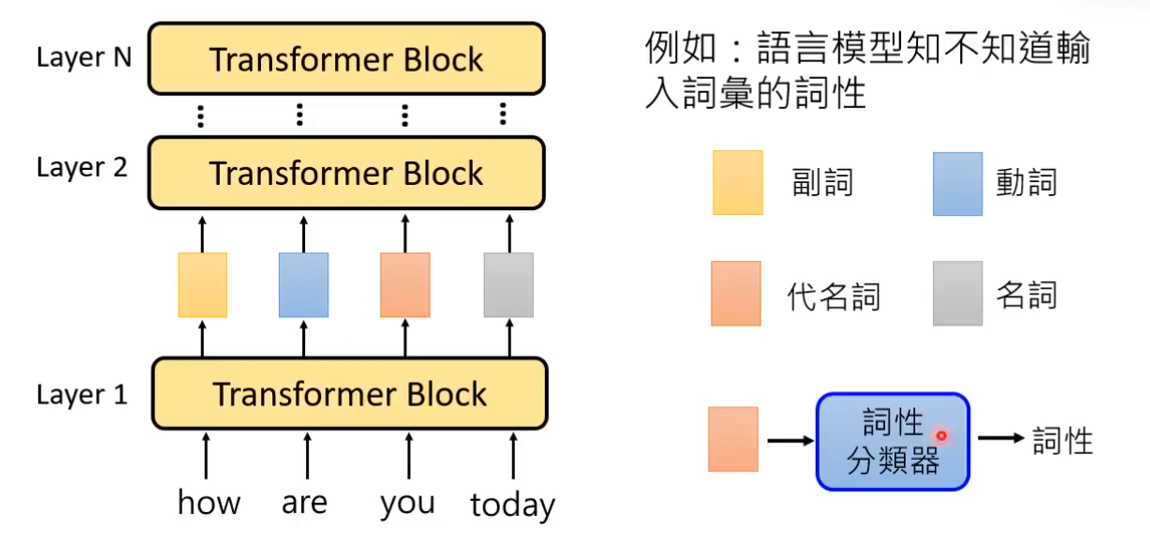 Layer N
Transformer Block
例如：語言模型知不知道輸
入詞彙的詞性
Layer 2
Transformer Block
副詞
動詞
代名詞
名詞
Layer 1
Transformer Block
詞性
分類器
詞性
how are you today